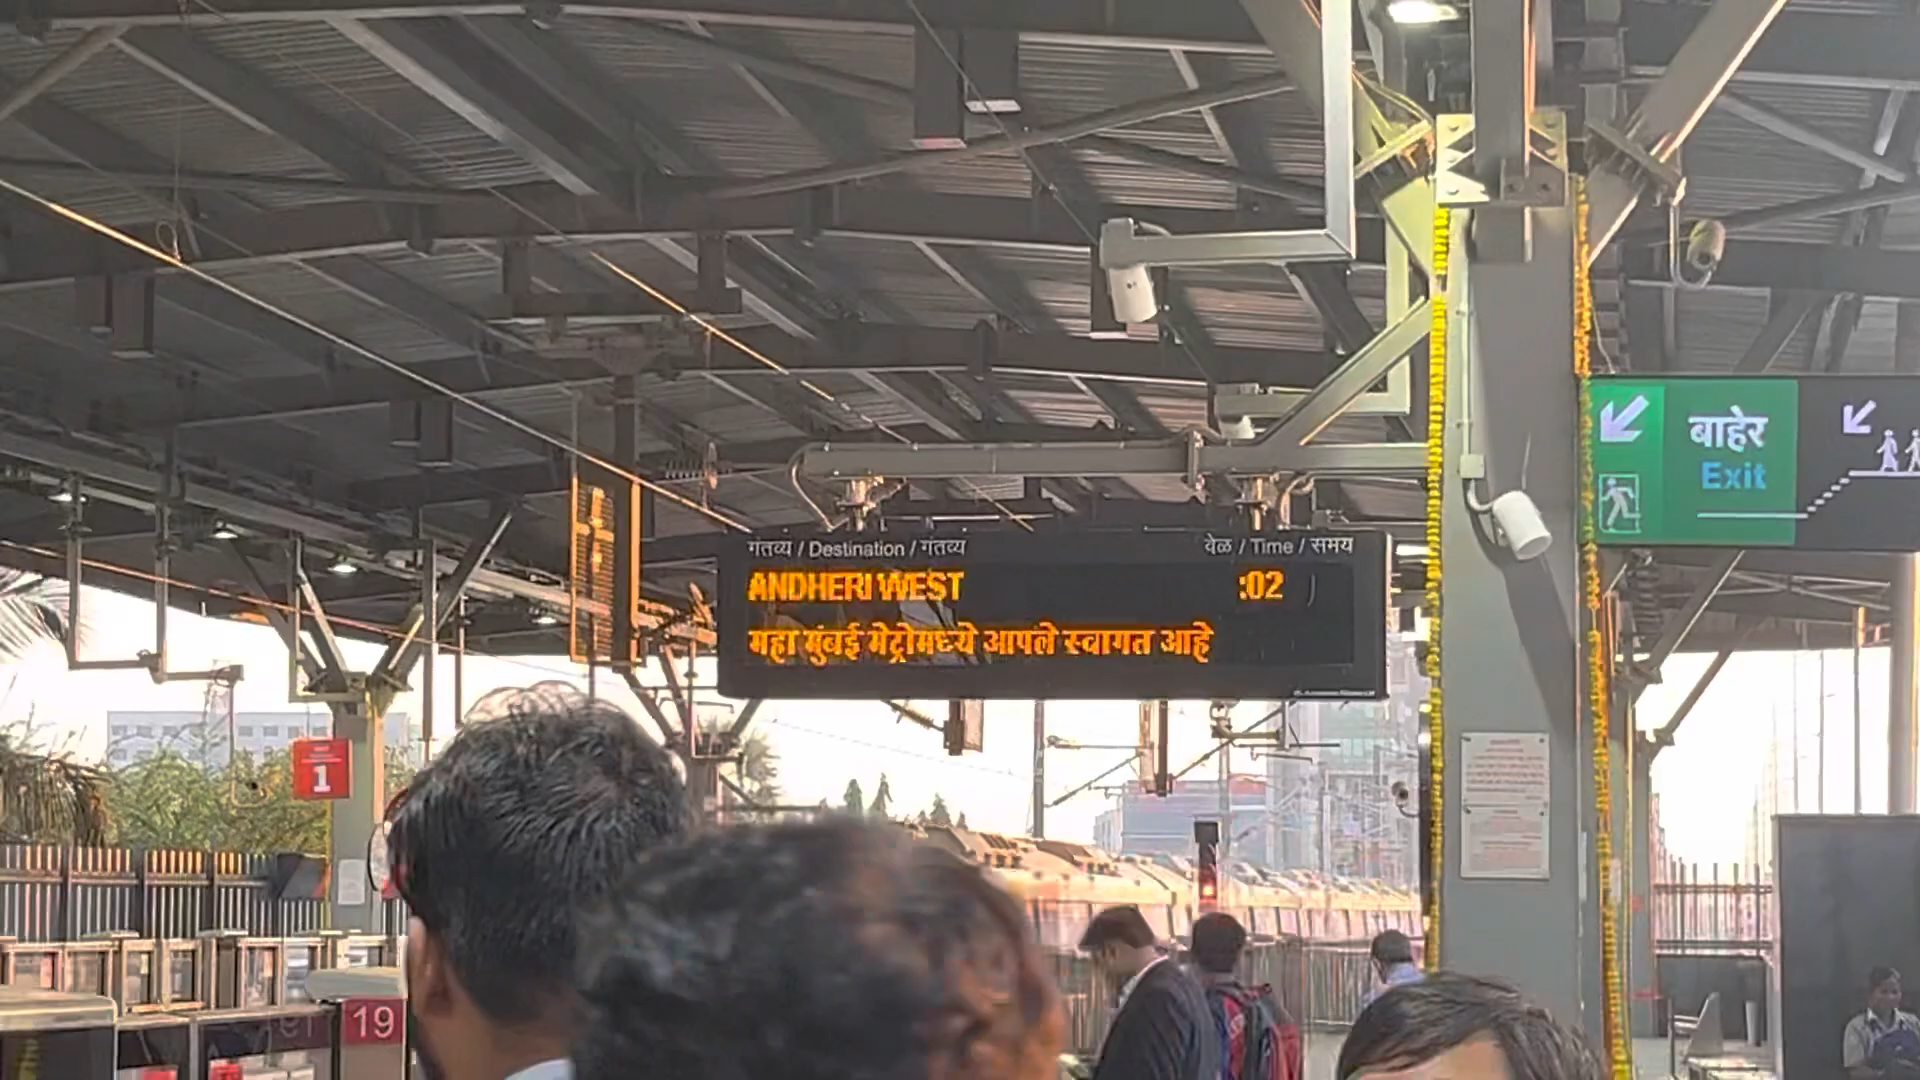 गंतव्य / Destination / गंतव्य
वेळ / Time / समय
ANDHERI WEST :02
महा मुंबई मेट्रोमध्ये आपले स्वागत आहे
बाहेर
Exit
1
19